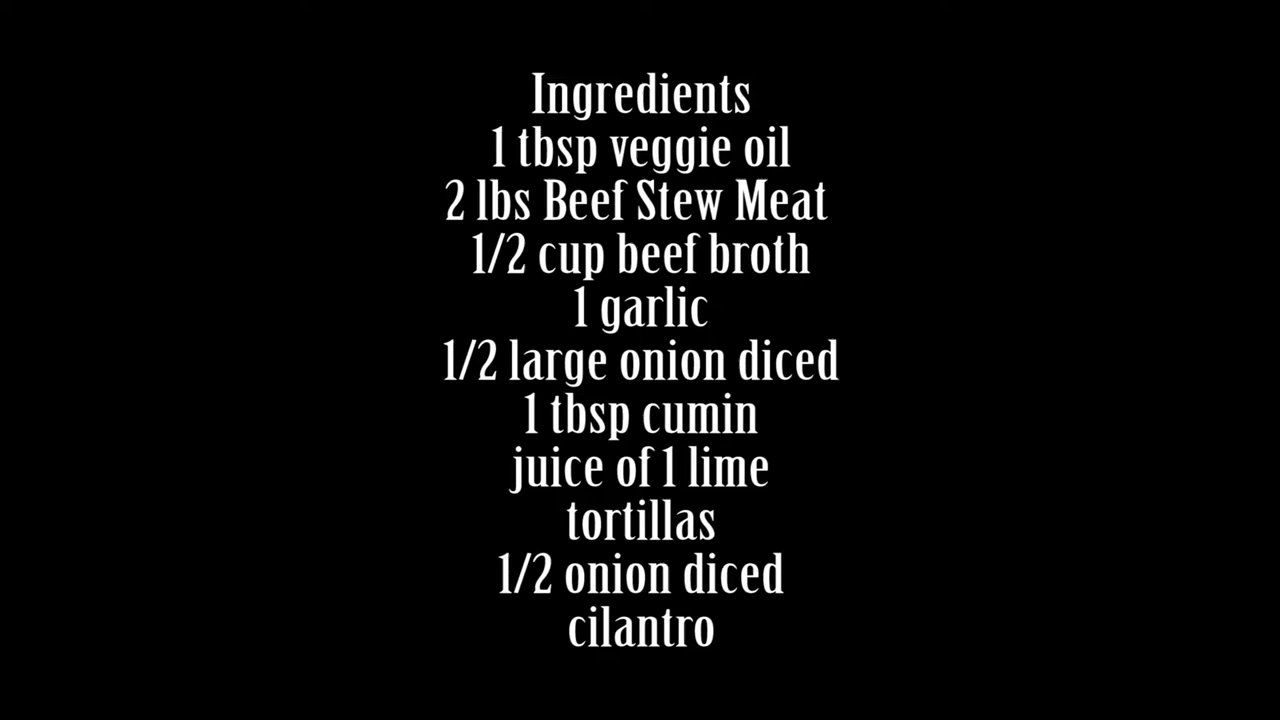 Ingredients
1 tbsp veggie oil
2 lbs Beef Stew Meat
1/2 cup beef broth
1 garlic
1/2 large onion diced
1 tbsp cumin
juice of 1 lime
tortillas
1/2 onion diced
cilantro